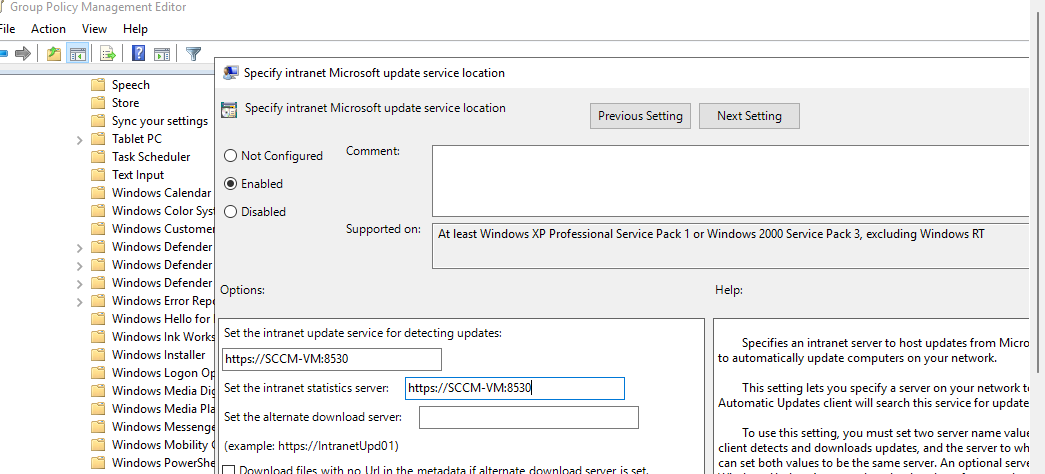 Group Policy Management Editor
File Action View Help
Speech
Store
Sync your settings
Tablet PC
Task Scheduler
Text Input
Windows Calendar
Windows Color Sys
Windows Custome
Windows Defender
Windows Defender
Windows Defender
Windows Error Rep
Windows Hello for
Windows Ink Works
Windows Installer
Windows Logon Op
Windows Media Dig
Windows Media Pla
Windows Messenge
Windows Mobility
Windows PowerShe
Specify intranet Microsoft update service location
Specify intranet Microsoft update service location
Previous Setting Next Setting
Not Configured
Enabled
Disabled
Comment:
Supported on:
At least Windows XP Professional Service Pack 1 or Windows 2000 Service Pack 3, excluding Windows RT
Options:
Help:
Set the intranet update service for detecting updates:
https://SCCM-VM:8530
Set the intranet statistics server: https://SCCM-VM:8530
Set the alternate download server:
(example: https://IntranetUpd01)
Download files with no Url in the metadata if alternate download server is set.
Specifies an intranet server to host updates from Micro
to automatically update computers on your network.
This setting lets you specify a server on your network t
Automatic Updates client will search this service for update
To use this setting, you must set two server name value
client detects and downloads updates, and the server to wh
can set both values to be the same server. An optional serve